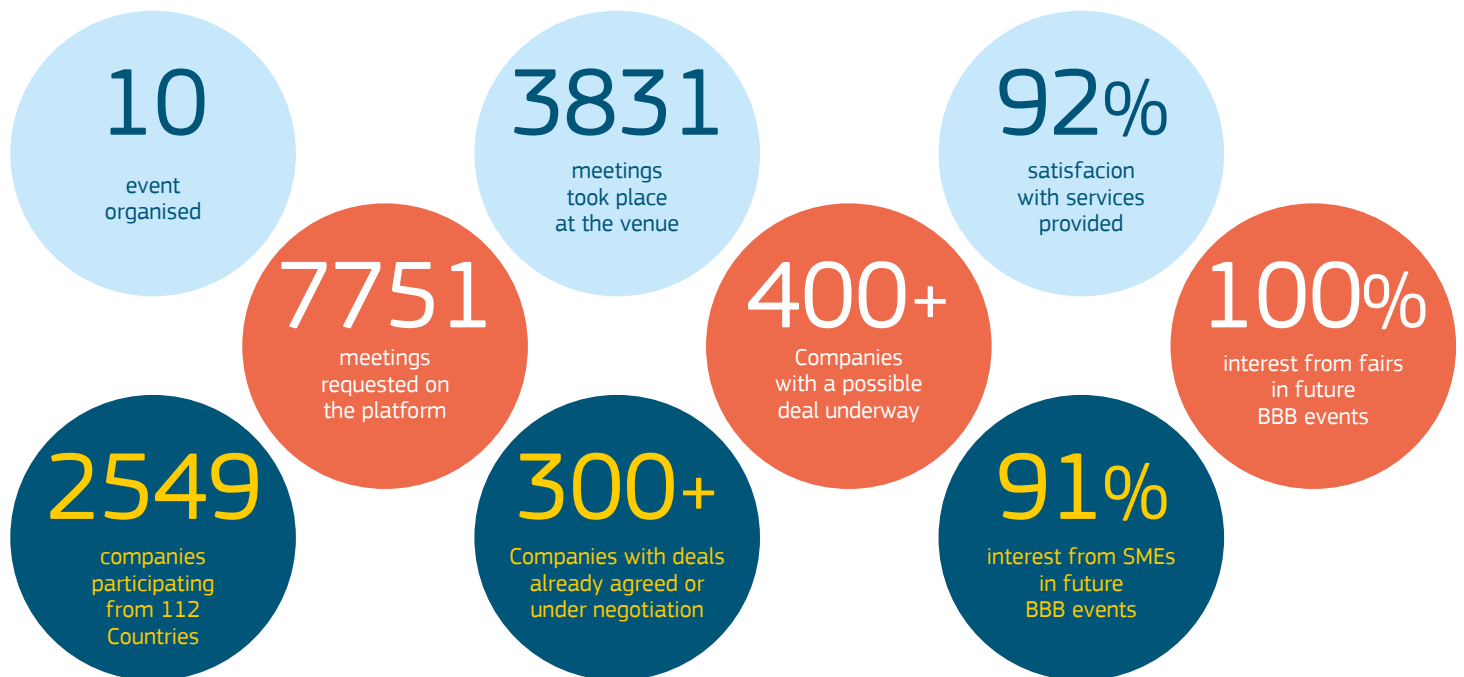 10
event
organised
3831
meetings
took place
at the venue
92%
satisfacion
with services
provided
7751
meetings
requested on
the platform
400+
Companies
with a possible
deal underway
100%
interest from fairs
in future
BBB events
2549
companies
participating
from 112
Countries
300+
Companies with deals
already agreed or
under negotiation
91%
interest from SMEs
in future
BBB events